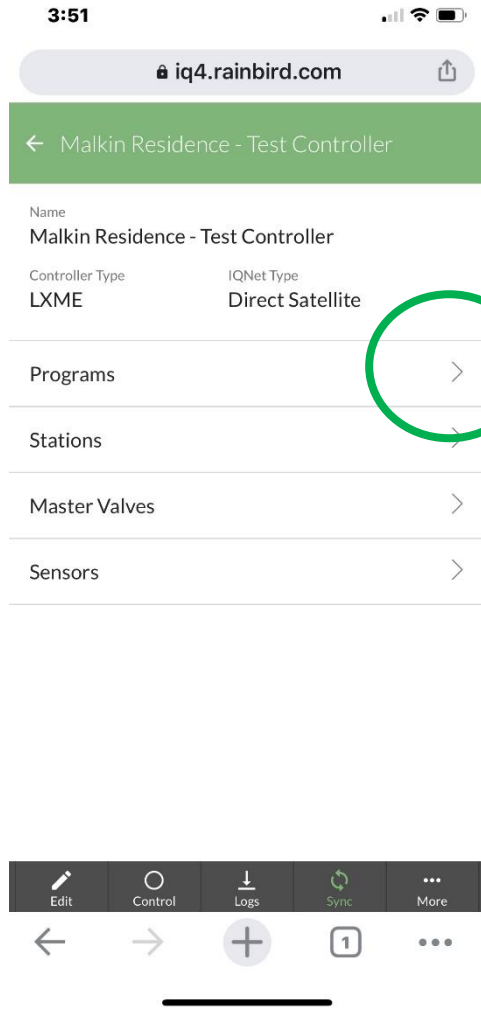 3:51
iq4.rainbird.com
Malkin Residence - Test Controller
Name
Malkin Residence - Test Controller
Controller Type IQNet Type
LXME Direct Satellite
Programs
Stations
Master Valves
Sensors
Edit Control Logs Sync More
1